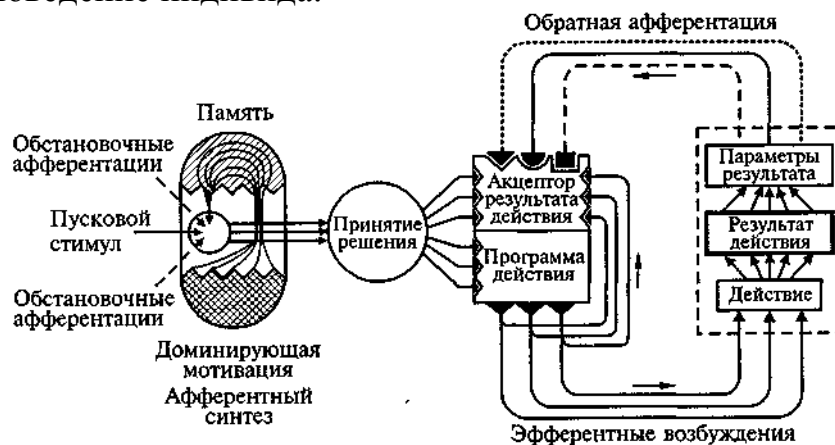 поведение индивида.
Обратная афферентация
Память
Обстановочные
афферентации
Пусковой
стимул
Обстановочные
афферентации
Доминирующая
мотивация
Афферентный
синтез
Принятие
решения
Акцептор
результата
действия
Программа
действия
Параметры
результата
Результат
действия
Действие
Эфферентные возбуждения